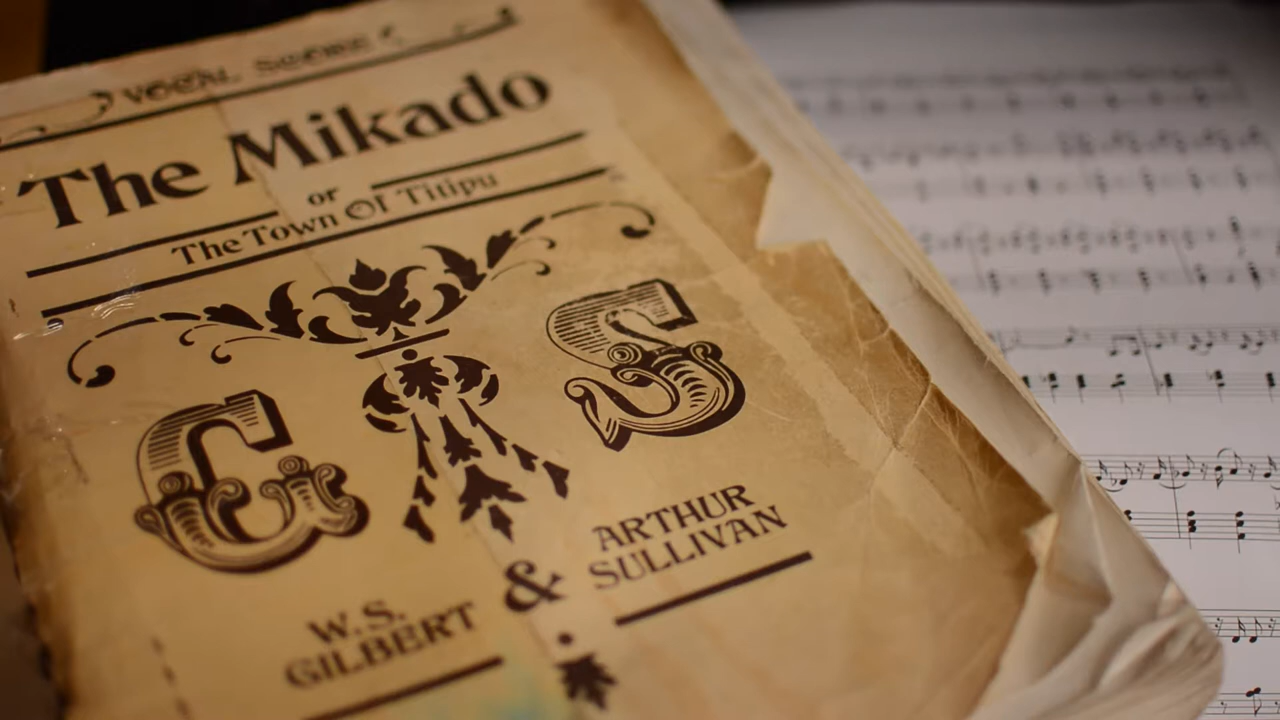 VOCAL SCORE
The Mikado
or
The Town Of Titipu
G S
W.S.
GILBERT
&
ARTHUR
SULLIVAN